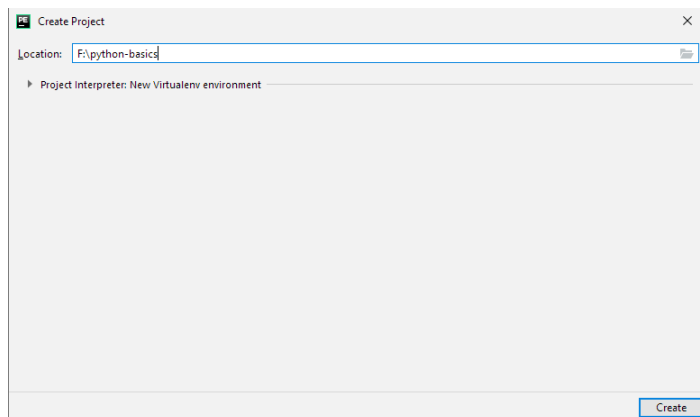 PE Create Project
Location: F:\python-basics
Project Interpreter: New Virtualenv environment
Create